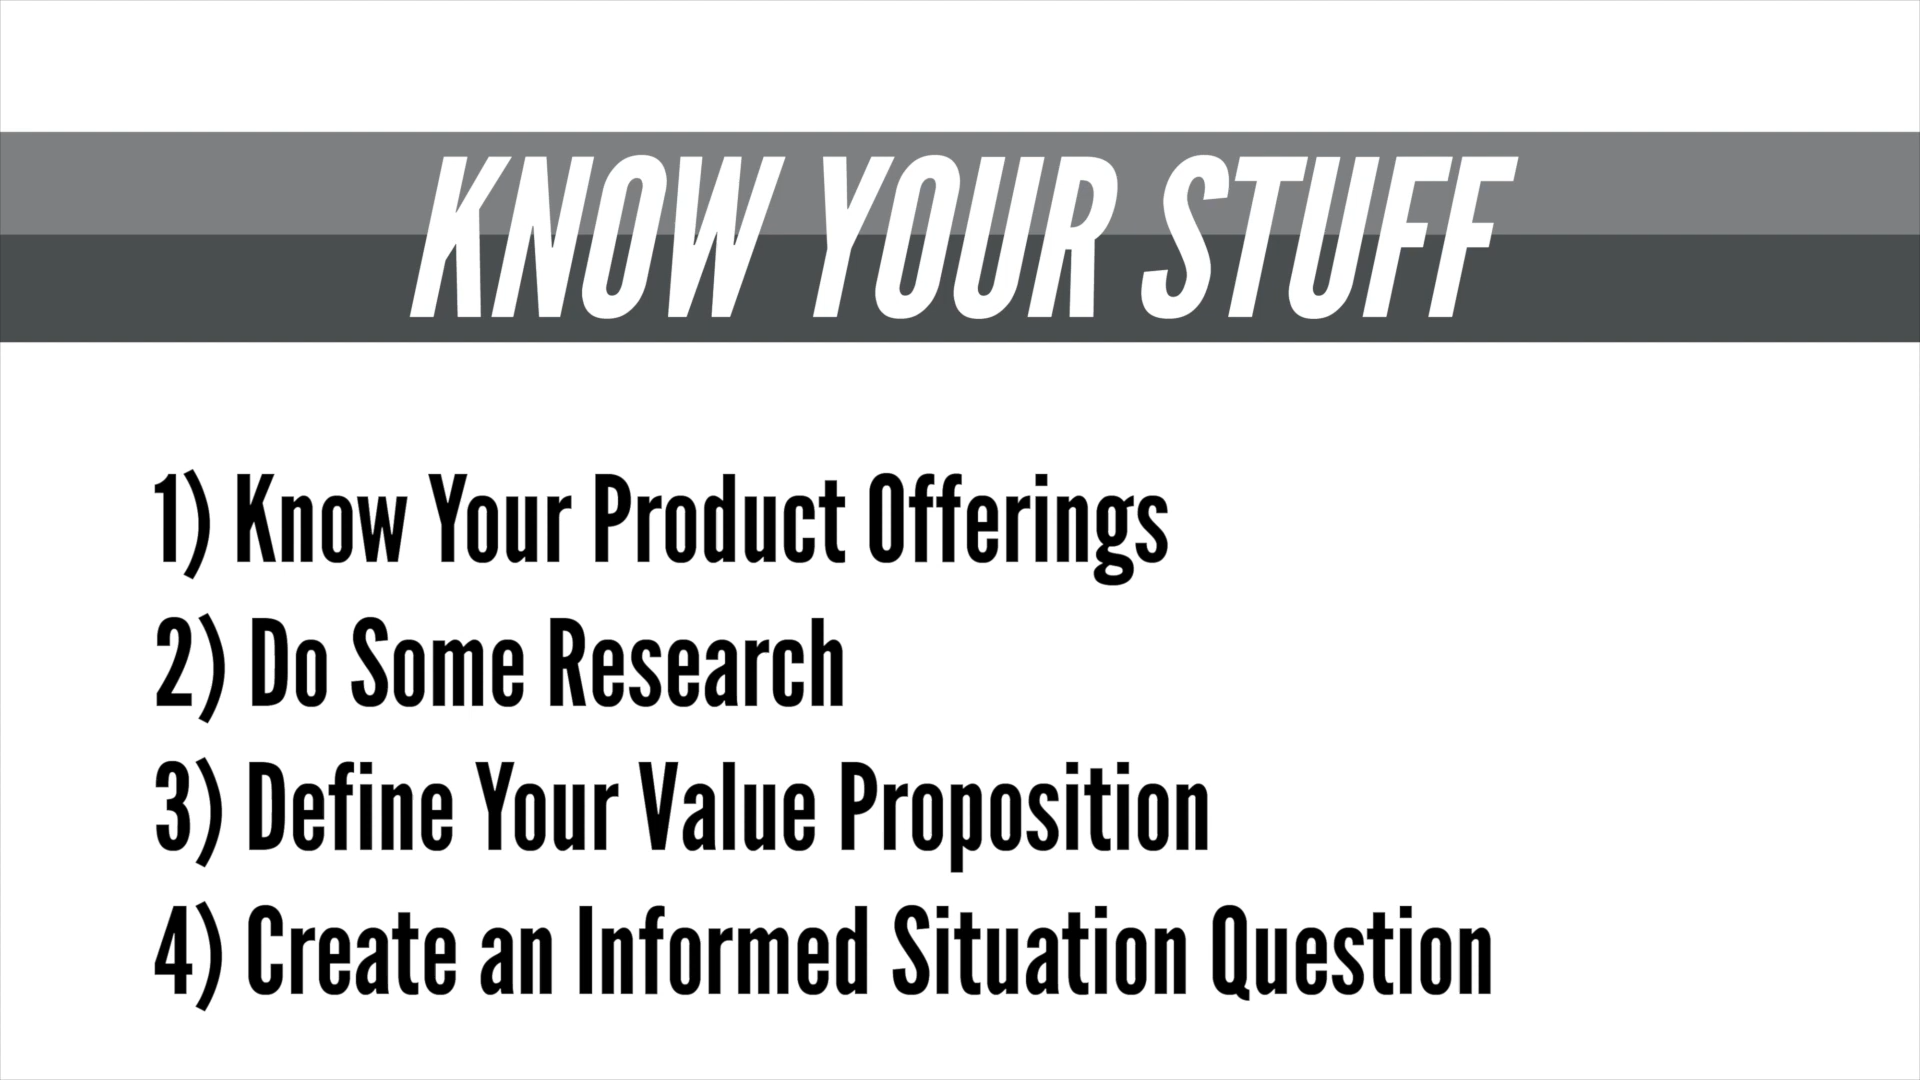 KNOW YOUR STUFF
1) Know Your Product Offerings
2) Do Some Research
3) Define Your Value Proposition
4) Create an Informed Situation Question